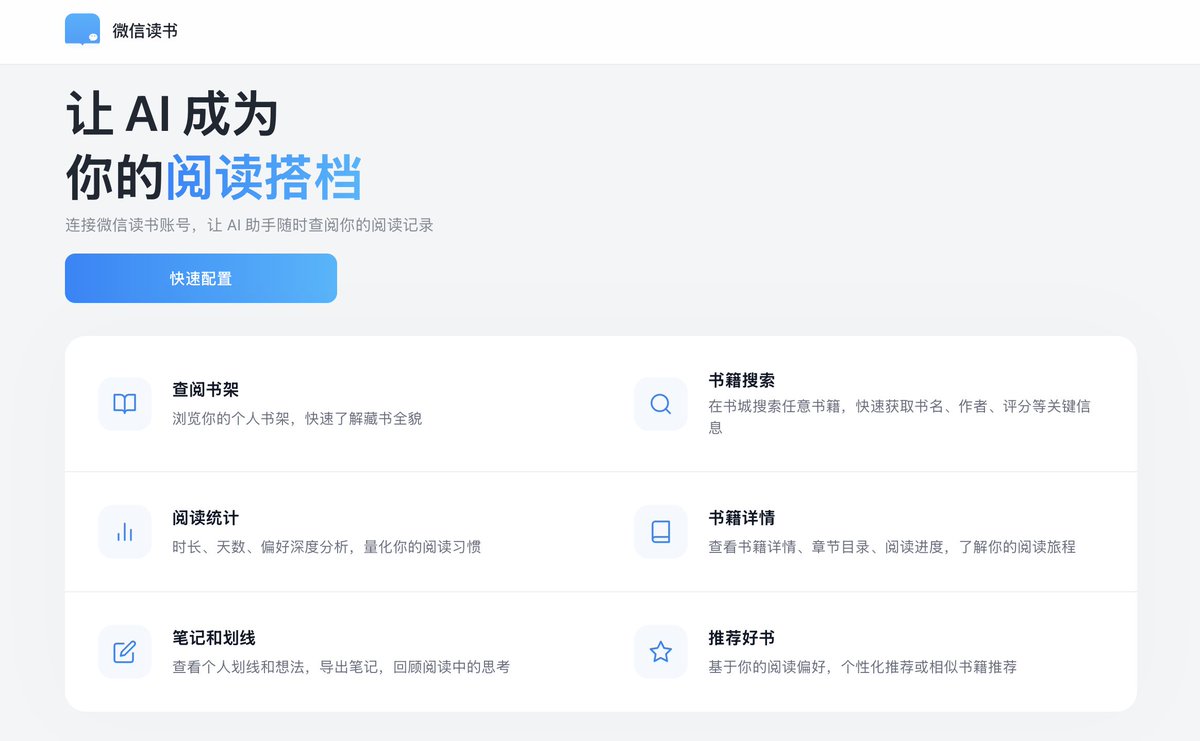 微信读书
让 AI 成为
你的阅读搭档
连接微信读书账号，让 AI 助手随时查阅你的阅读记录
快速配置
查阅书架
浏览你的个人书架，快速了解藏书全貌
书籍搜索
在书城搜索任意书籍，快速获取书名、作者、评分等关键信
息
阅读统计
时长、天数、偏好深度分析，量化你的阅读习惯
书籍详情
查看书籍详情、章节目录、阅读进度，了解你的阅读旅程
笔记和划线
查看个人划线和想法，导出笔记，回顾阅读中的思考
推荐好书
基于你的阅读偏好，个性化推荐或相似书籍推荐